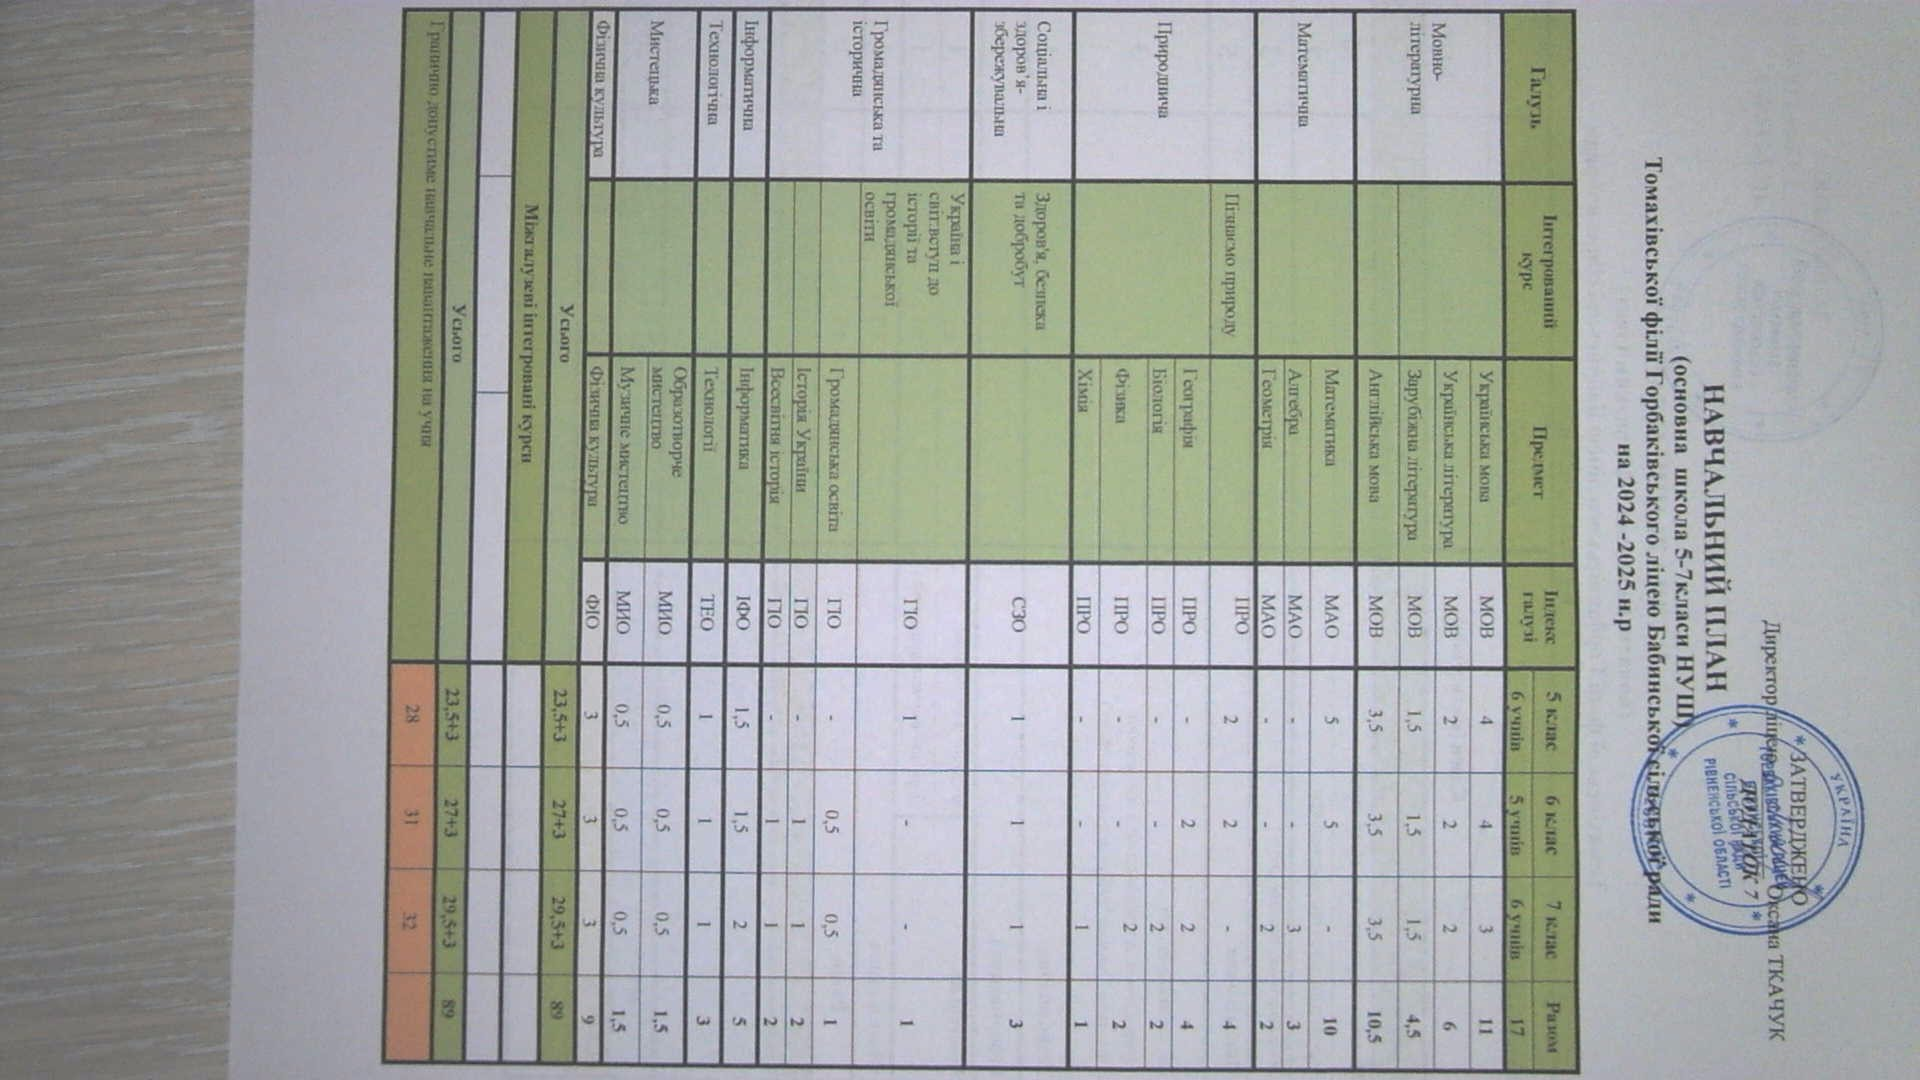 ЗАТВЕРДЖЕНО
Директор ліцею Оксана ТКАЧУК
ДОДАТОК 7
УКРАЇНА
СІЛЬСЬКОЇ РАДИ
РІВНЕНСЬКОЇ ОБЛАСТІ
НАВЧАЛЬНИЙ ПЛАН
(основна школа 5-7класи НУШ)
Томахівської філії Горбаківського ліцею Бабинської сільської ради
на 2024 -2025 н.р
Галузь Інтегрований курс Предмет Індекс галузі 5 клас 6 учнів 6 клас 5 учнів 7 клас 6 учнів Разом 17
Мовно-літературна Українська мова МОВ 4 4 3 11
Українська література МОВ 2 2 2 6
Зарубіжна література МОВ 1,5 1,5 1,5 4,5
Англійська мова МОВ 3,5 3,5 3,5 10,5
Математична Математика МАО 5 5 - 10
Алгебра МАО - - 3 3
Геометрія МАО - - 2 2
Природнича Пізнаємо природу ПРО 2 2 - 4
Географія ПРО - 2 2 4
Біологія ПРО - - 2 2
Фізика ПРО - - 2 2
Хімія ПРО - - 1 1
Соціальна і здоров'я-збережувальна Здоров'я, безпека та добробут СЗО 1 1 1 3
Громадянська та історична Україна і світ:вступ до історії та громадянської освіти ГІО 1 - - 1
Громадянська освіта ГІО - 0,5 0,5 1
Історія України ГІО - 1 1 2
Всесвітня історія ГІО - 1 1 2
Інформатична Інформатика ІФО 1,5 1,5 2 5
Технологічна Технології ТЕО 1 1 1 3
Мистецька Образотворче мистецтво МИО 0,5 0,5 0,5 1,5
Музичне мистецтво МИО 0,5 0,5 0,5 1,5
Фізична культура Фізична культура ФІО 3 3 3 9
Усього 23,5+3 27+3 29,5+3 89
Міжгалузеві інтегровані курси
Усього 23,5+3 27+3 29,5+3 89
Гранично допустиме навчальне навантаження на учня 28 31 32